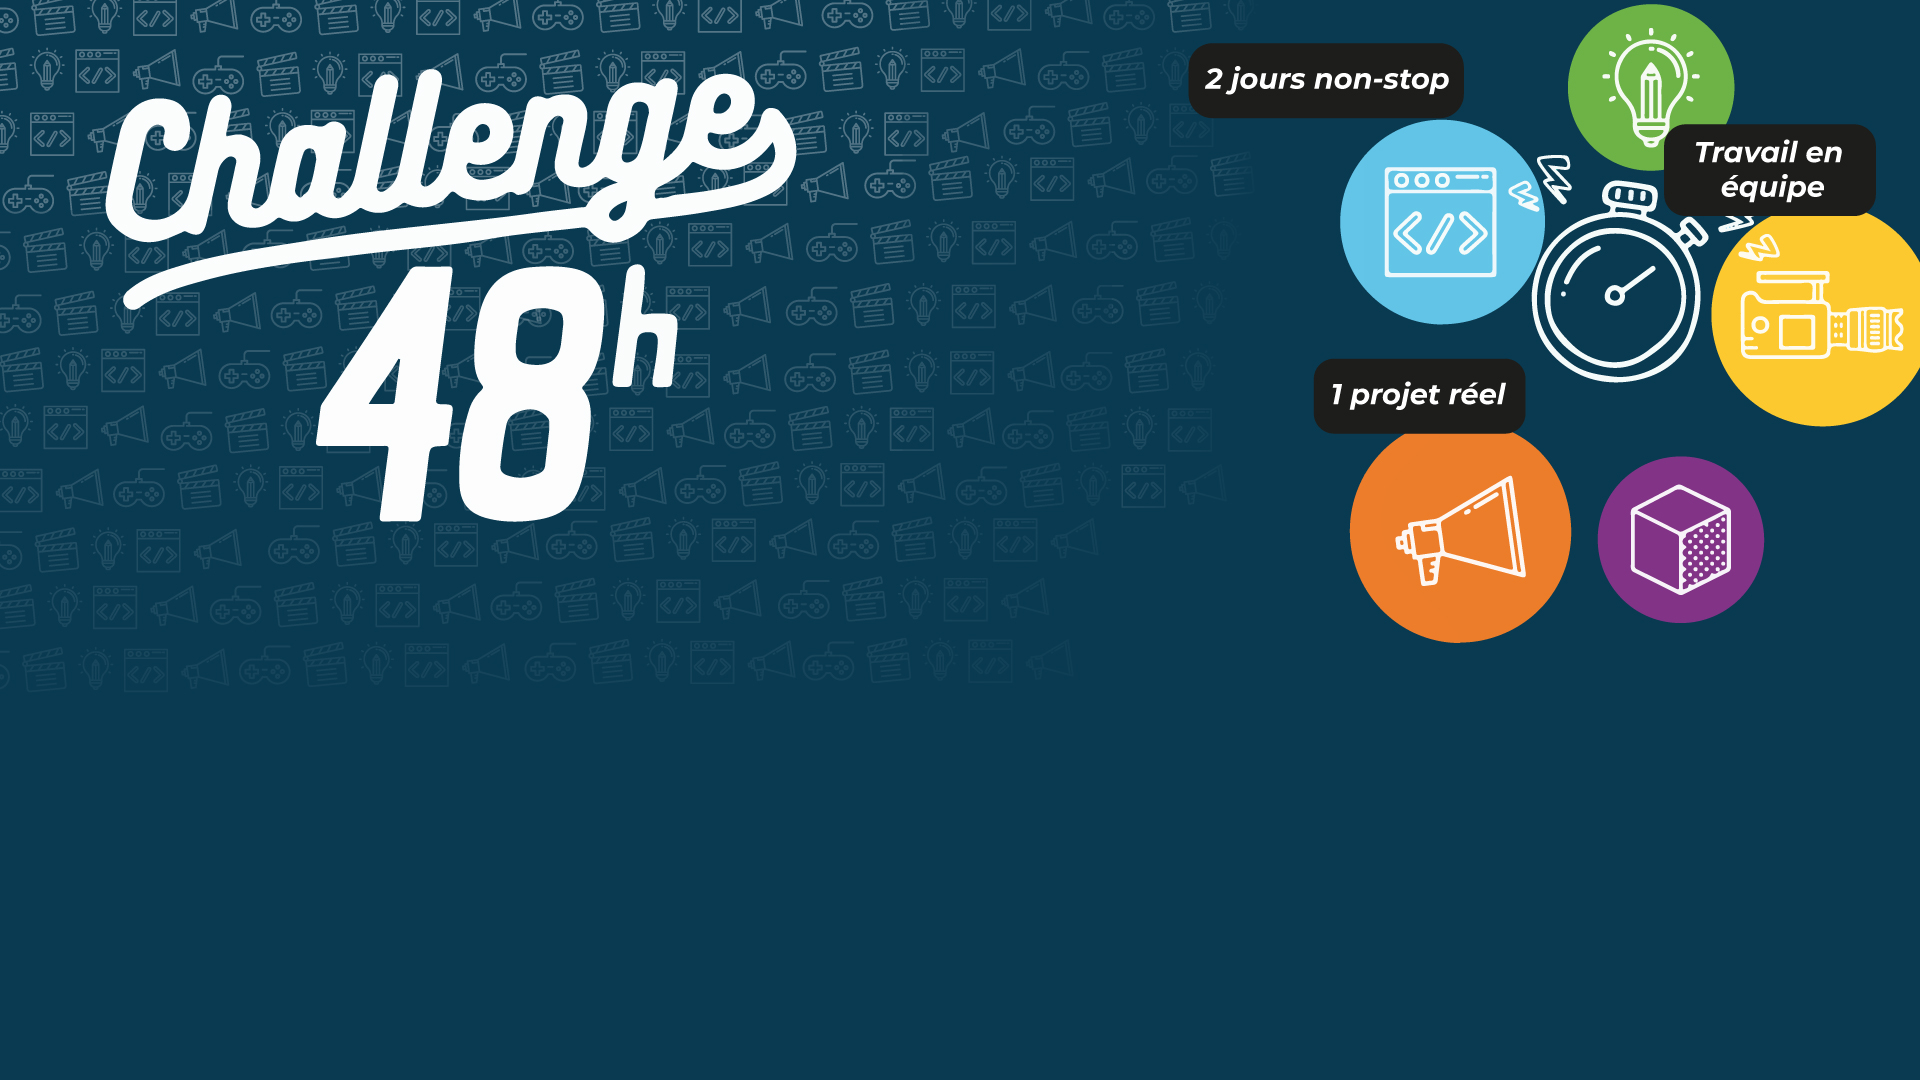 Challenge
48h
2 jours non-stop
Travail en
équipe
1 projet réel